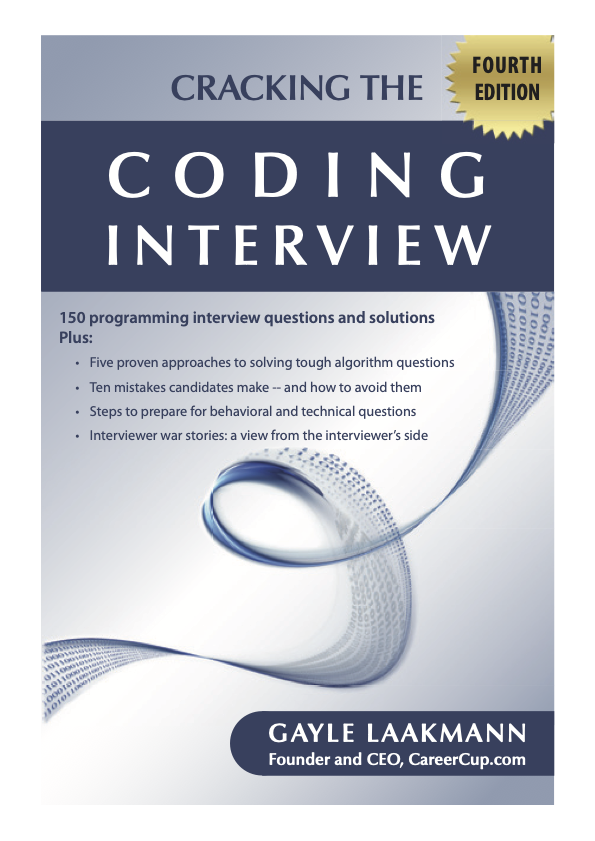 CRACKING THE
FOURTH
EDITION
CODING
INTERVIEW
150 programming interview questions and solutions
Plus:
• Five proven approaches to solving tough algorithm questions
• Ten mistakes candidates make -- and how to avoid them
• Steps to prepare for behavioral and technical questions
• Interviewer war stories: a view from the interviewer's side
GAYLE LAAKMANN
Founder and CEO, CareerCup.com